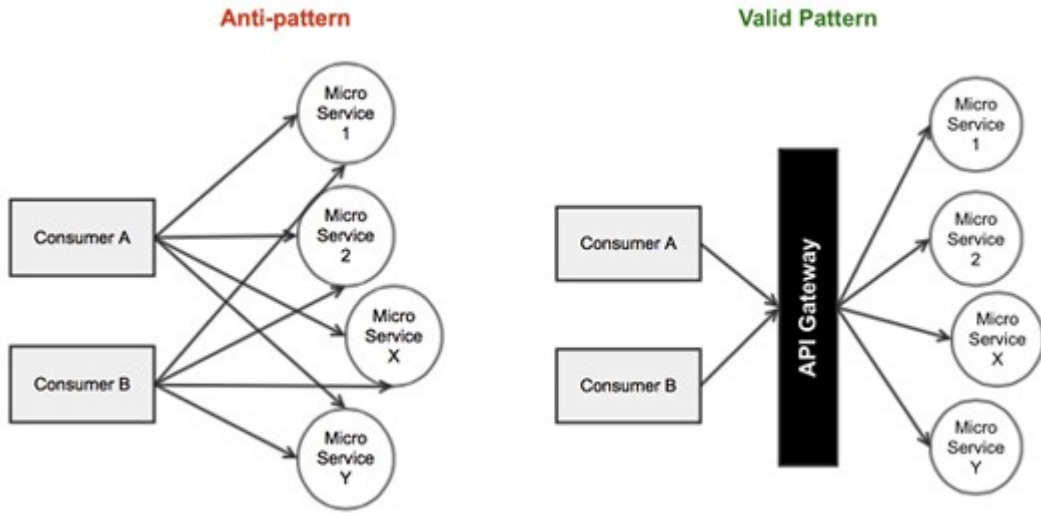 Anti-pattern
Micro
Service
1
Consumer A
Micro
Service
2
Micro
Service
X
Consumer B
Micro
Service
Y
Valid Pattern
Consumer A
Consumer B
API Gateway
Micro
Service
1
Micro
Service
2
Micro
Service
X
Micro
Service
Y